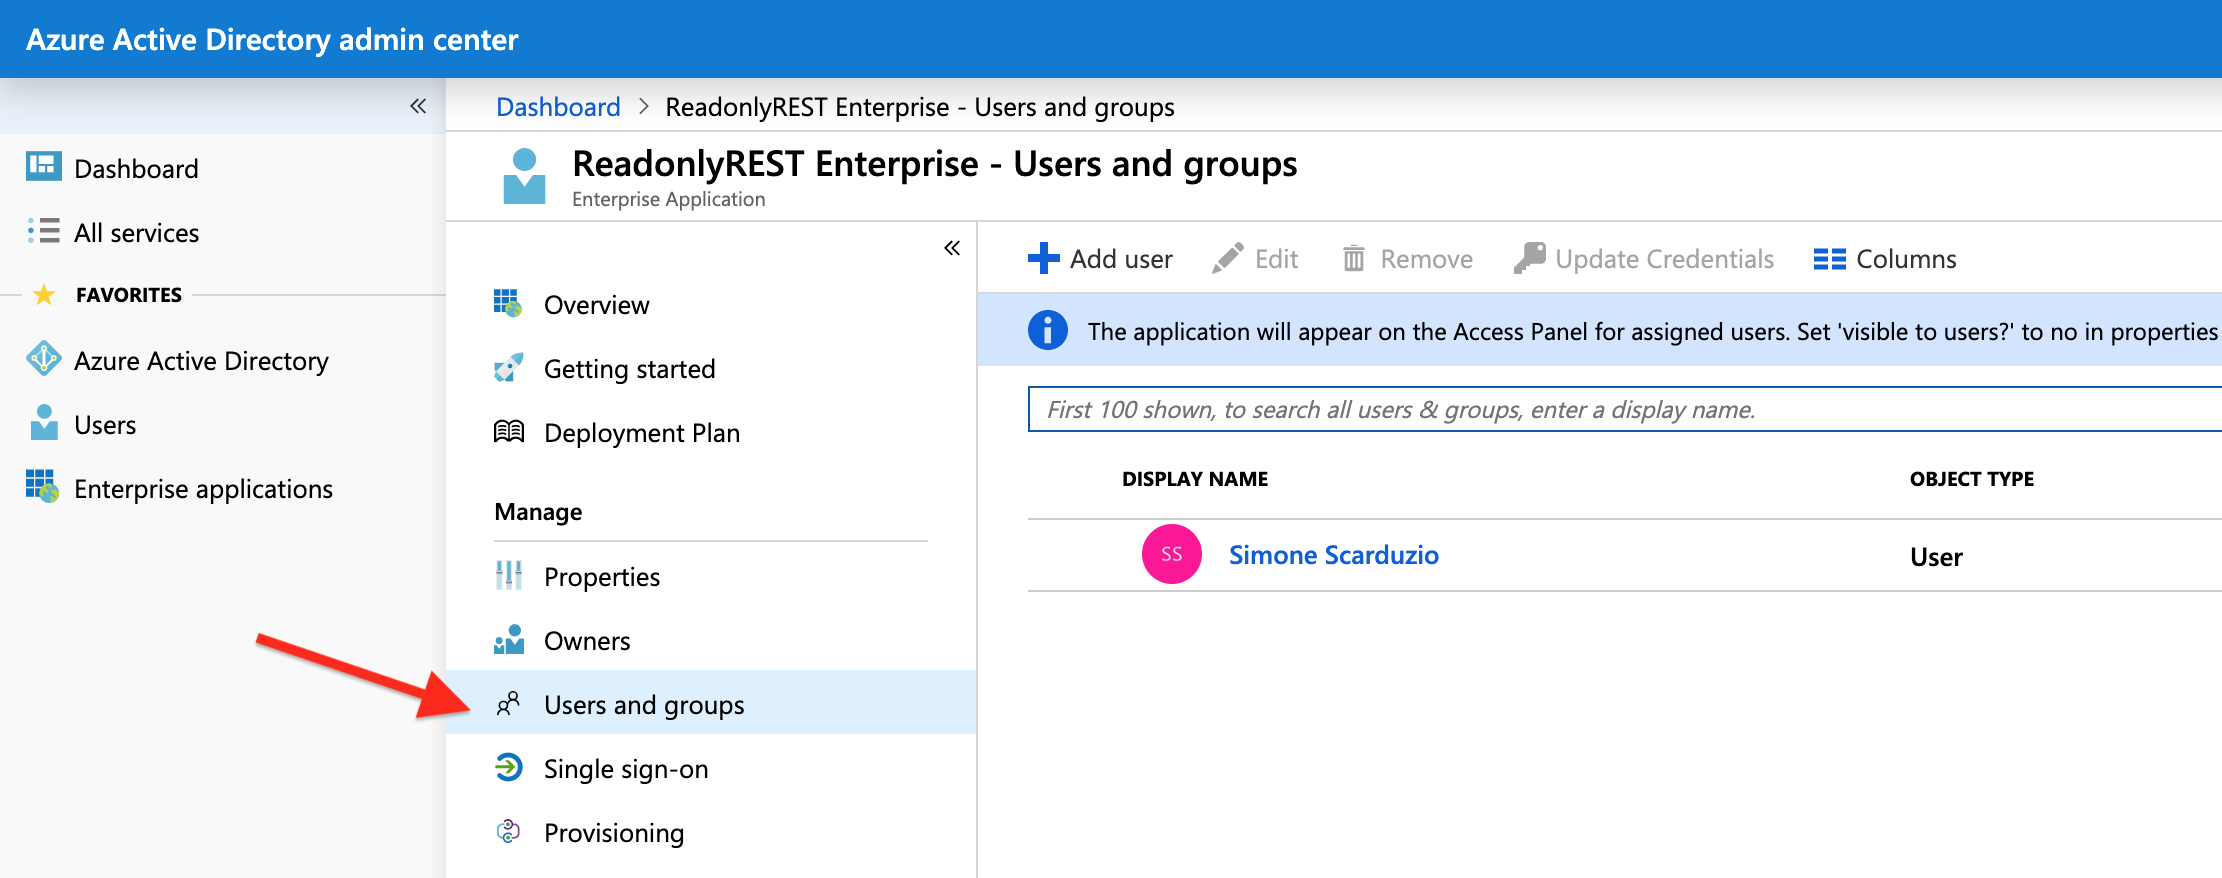 Azure Active Directory admin center
«
Dashboard
All services
FAVORITES
Azure Active Directory
Users
Enterprise applications
Dashboard > ReadonlyREST Enterprise - Users and groups
ReadonlyREST Enterprise - Users and groups
Enterprise Application
«
Overview
Getting started
Deployment Plan
Manage
Properties
Owners
Users and groups
Single sign-on
Provisioning
Add user Edit Remove Update Credentials Columns
The application will appear on the Access Panel for assigned users. Set 'visible to users?' to no in properties
First 100 shown, to search all users & groups, enter a display name.
DISPLAY NAME OBJECT TYPE
SS Simone Scarduzio User